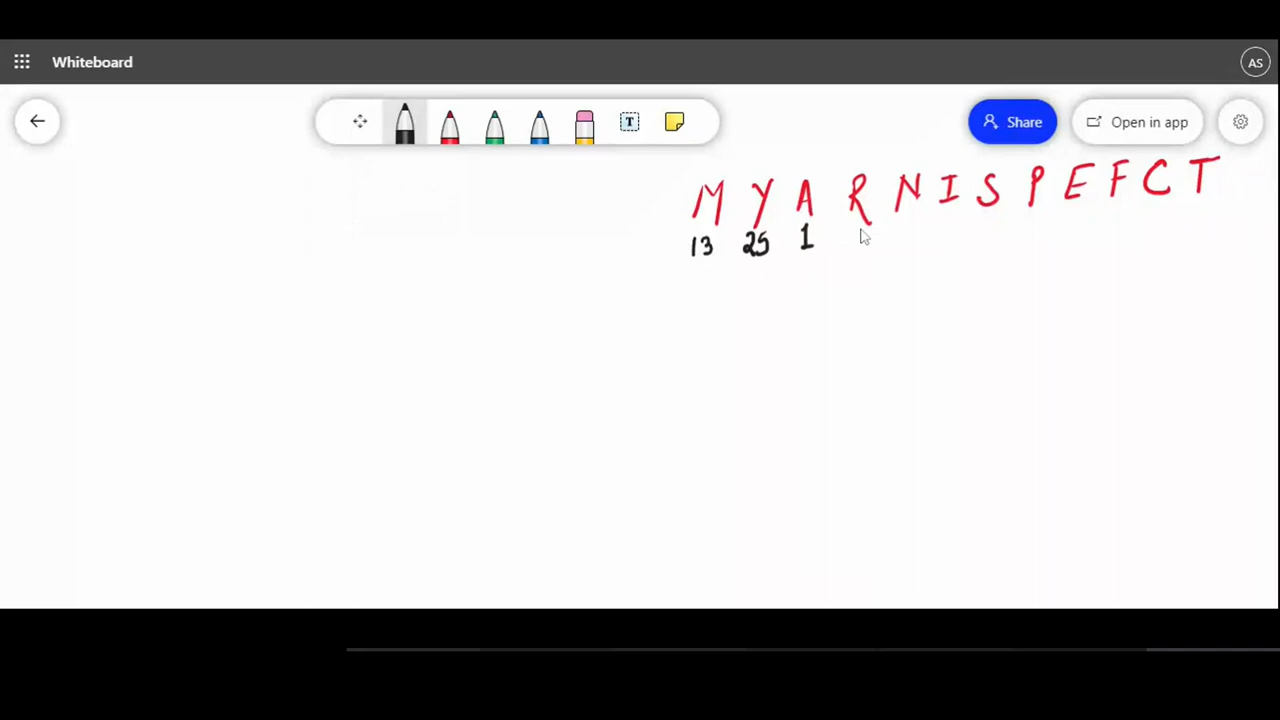 Whiteboard
AS
T
Share
Open in app
M Y A R N I S P E F C T
13 25 1